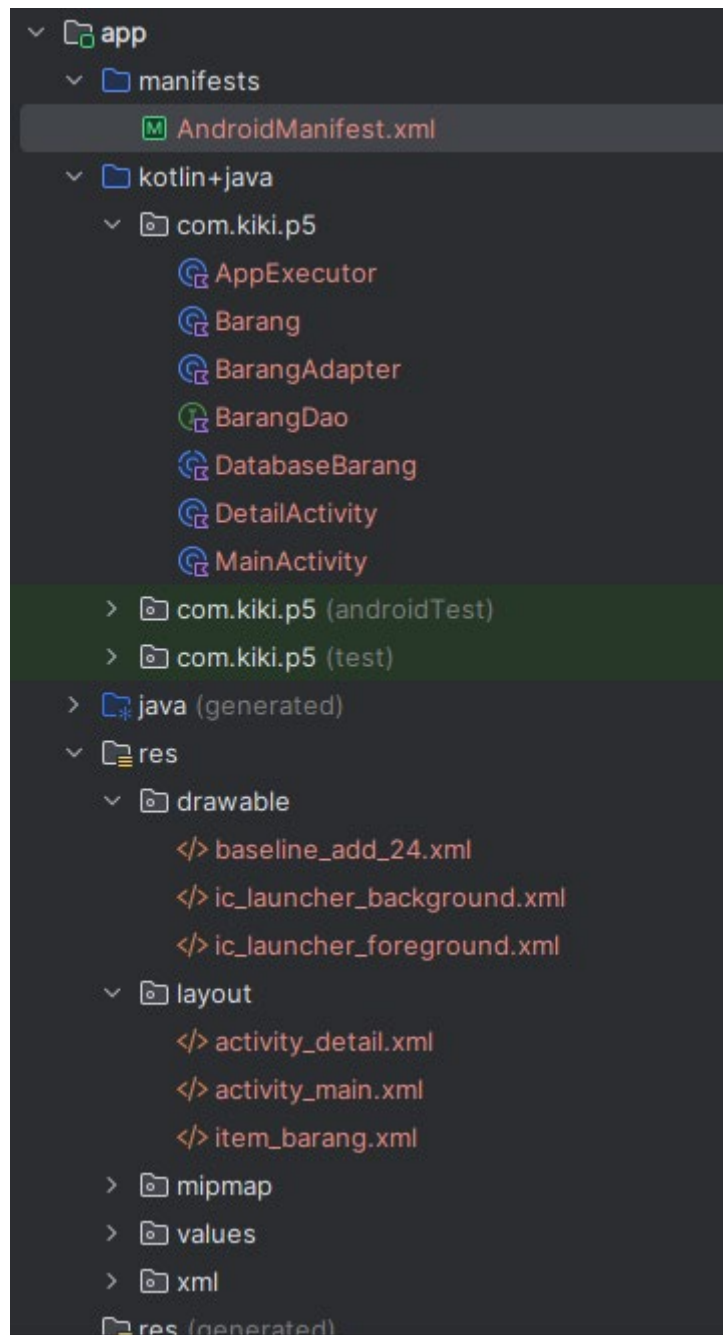 app
manifests
AndroidManifest.xml
kotlin+java
com.kiki.p5
AppExecutor
Barang
BarangAdapter
BarangDao
DatabaseBarang
DetailActivity
MainActivity
com.kiki.p5 (androidTest)
com.kiki.p5 (test)
java (generated)
res
drawable
baseline_add_24.xml
ic_launcher_background.xml
ic_launcher_foreground.xml
layout
activity_detail.xml
activity_main.xml
item_barang.xml
mipmap
values
xml
res (generated)